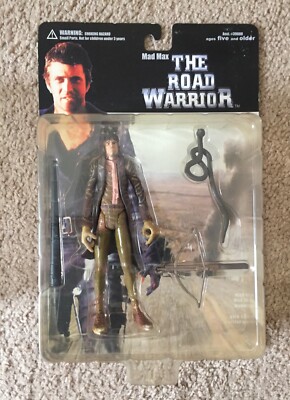 WARNING: CHOKING HAZARD
Small Parts. Not for children under 3 years
ages five and older
Mad Max
THE
ROAD
WARRIOR